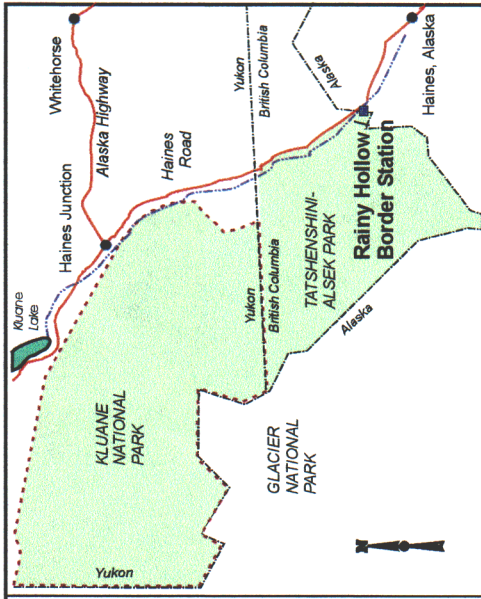 Whitehorse
Alaska Highway
Haines Junction
Kluane
Lake
Haines
Road
Yukon
British Columbia
Alaska
Haines, Alaska
KLUANE
NATIONAL
PARK
Yukon
British Columbia
TATSHENSHINI-
ALSEK PARK
Rainy Hollow /
Border Station
Alaska
GLACIER
NATIONAL
PARK
Yukon
N